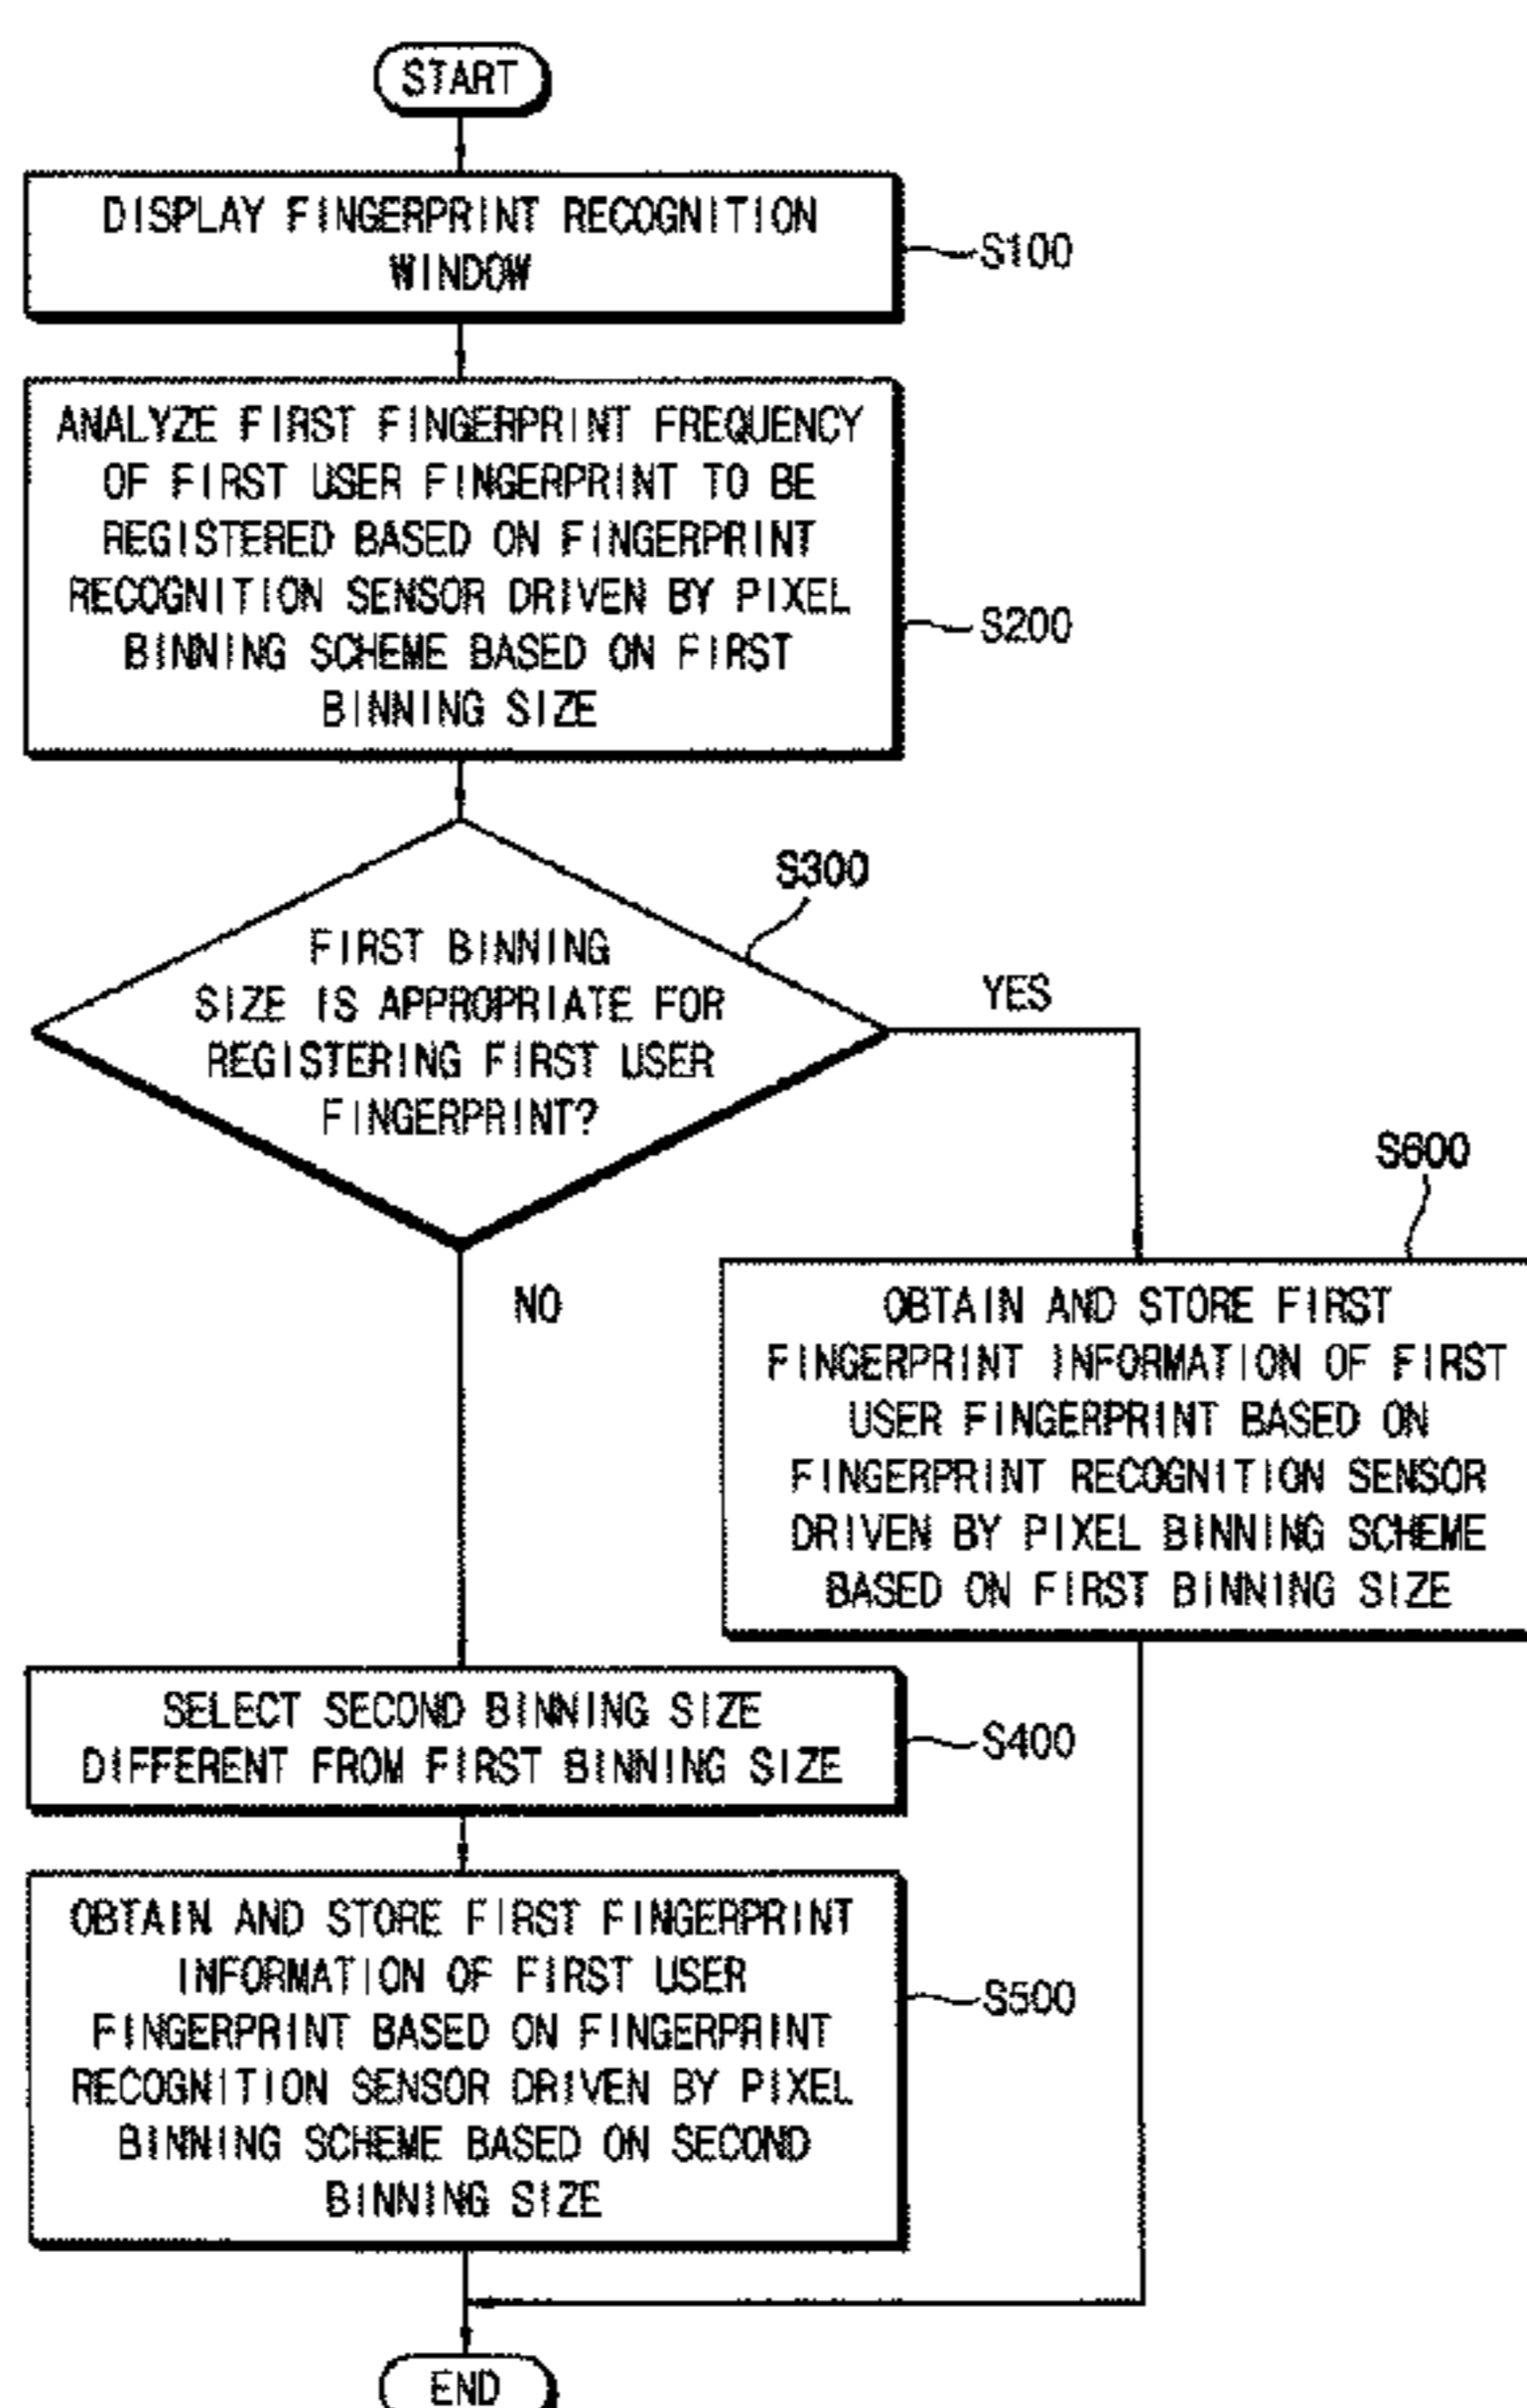 START
DISPLAY FINGERPRINT RECOGNITION
WINDOW
S100
ANALYZE FIRST FINGERPRINT FREQUENCY
OF FIRST USER FINGERPRINT TO BE
REGISTERED BASED ON FINGERPRINT
RECOGNITION SENSOR DRIVEN BY PIXEL
BINNING SCHEME BASED ON FIRST
BINNING SIZE
S200
S300
FIRST BINNING
SIZE IS APPROPRIATE FOR
REGISTERING FIRST USER
FINGERPRINT?
YES
NO
S600
OBTAIN AND STORE FIRST
FINGERPRINT INFORMATION OF FIRST
USER FINGERPRINT BASED ON
FINGERPRINT RECOGNITION SENSOR
DRIVEN BY PIXEL BINNING SCHEME
BASED ON FIRST BINNING SIZE
SELECT SECOND BINNING SIZE
DIFFERENT FROM FIRST BINNING SIZE
S400
OBTAIN AND STORE FIRST FINGERPRINT
INFORMATION OF FIRST USER
FINGERPRINT BASED ON FINGERPRINT
RECOGNITION SENSOR DRIVEN BY PIXEL
BINNING SCHEME BASED ON SECOND
BINNING SIZE
S500
END